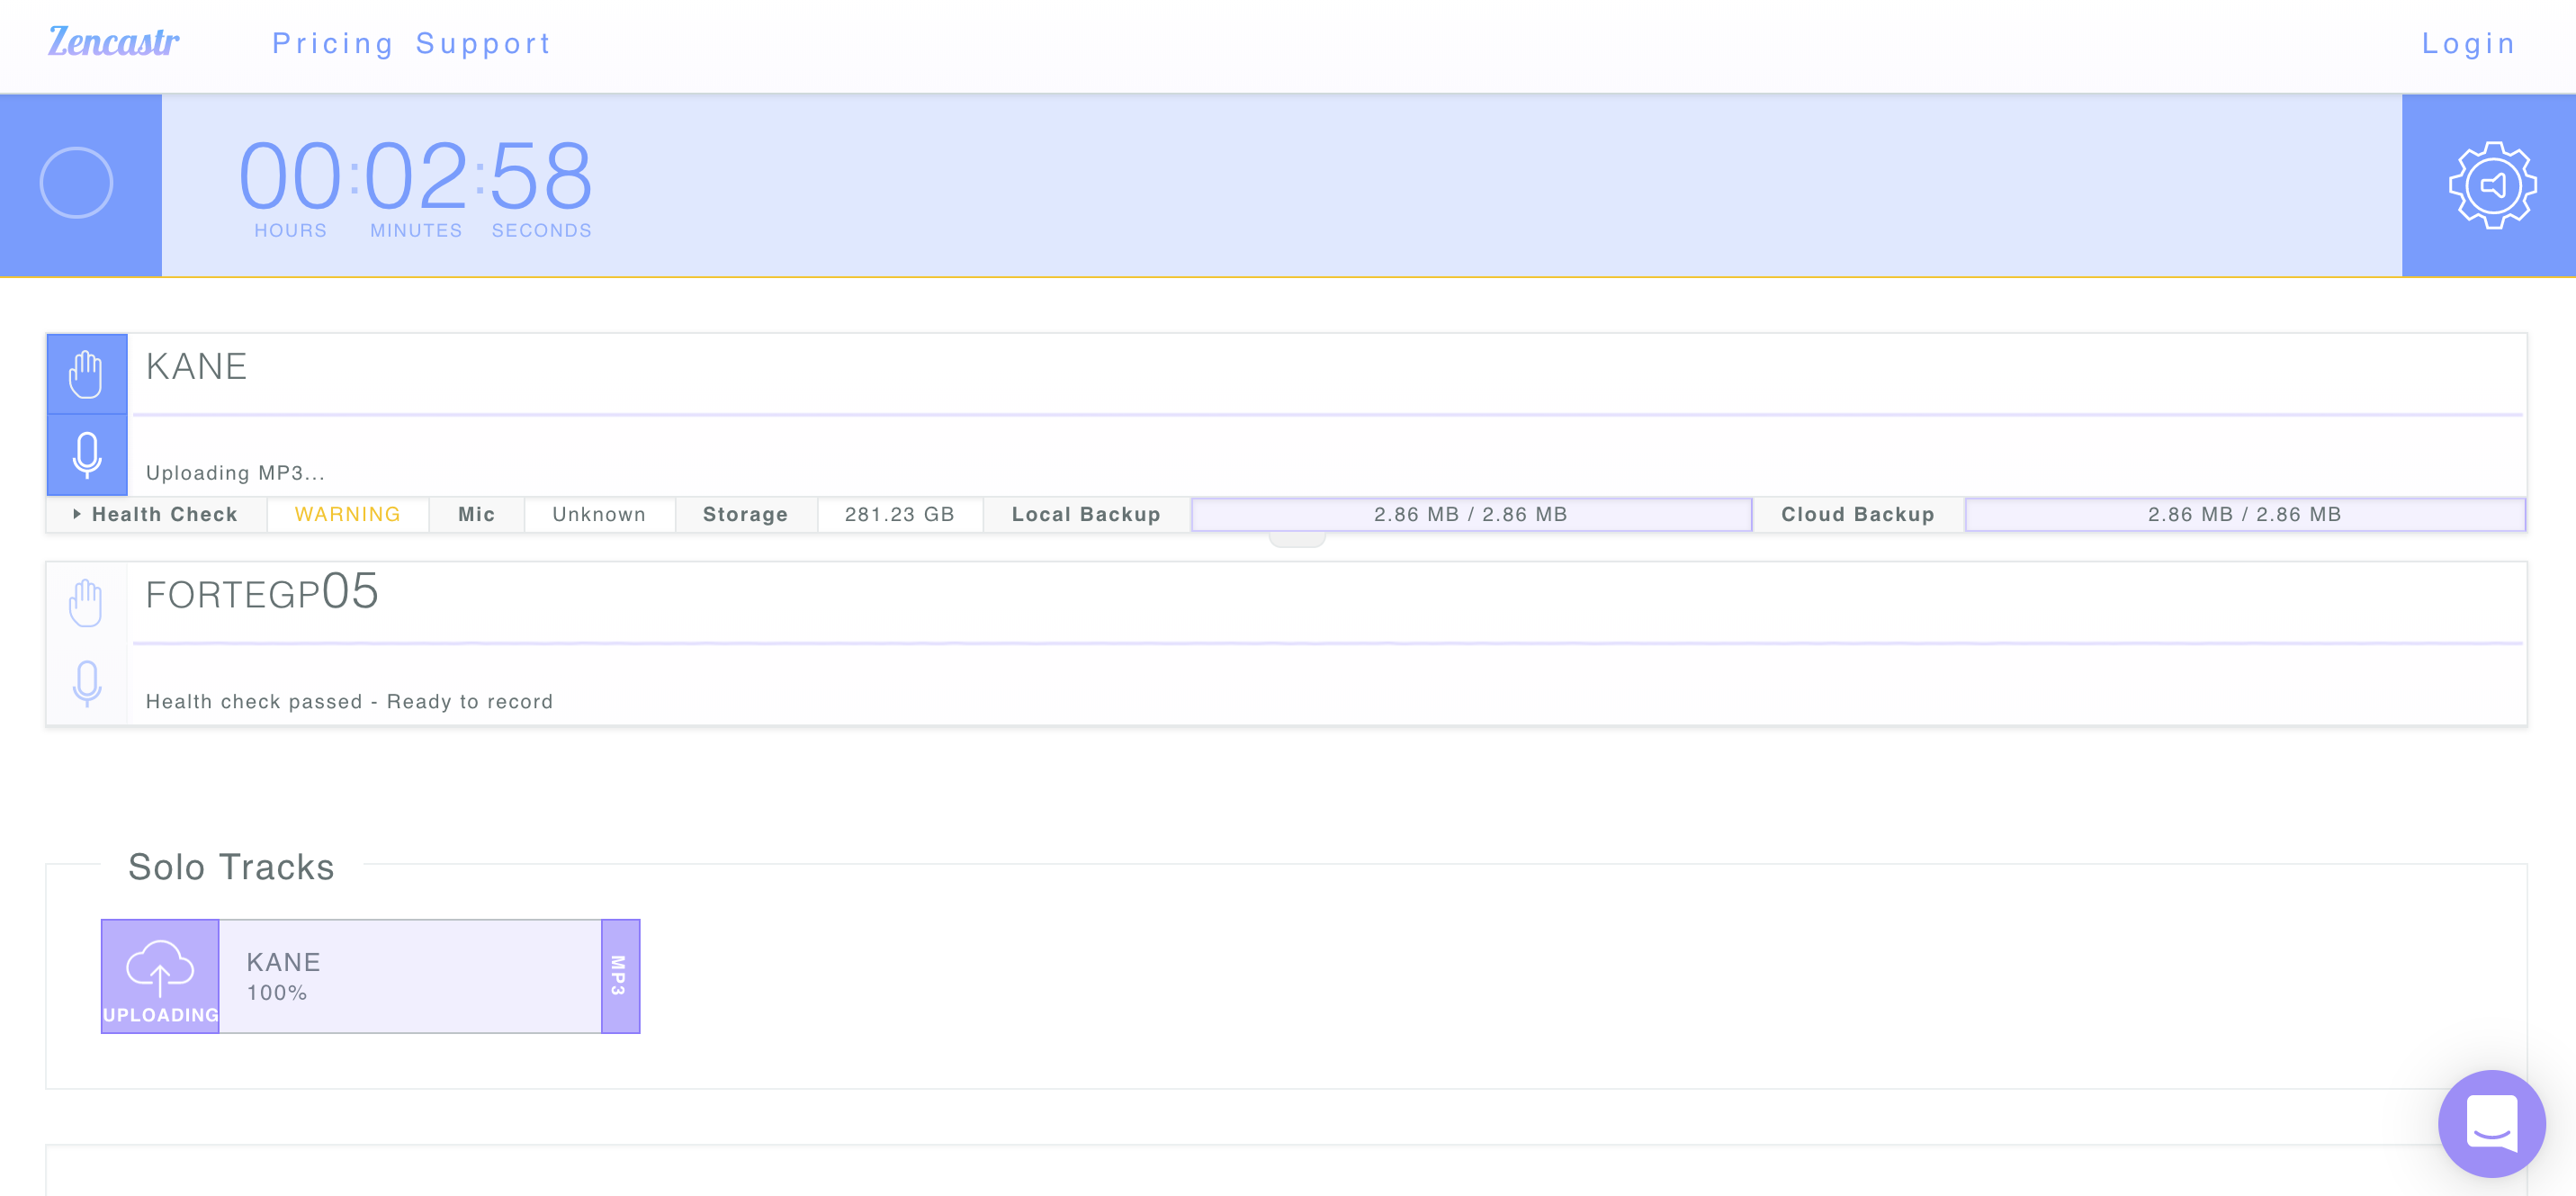 Zencastr Pricing Support Login
00:02:58
HOURS MINUTES SECONDS
KANE
Uploading MP3...
Health Check WARNING Mic Unknown Storage 281.23 GB Local Backup 2.86 MB / 2.86 MB Cloud Backup 2.86 MB / 2.86 MB
FORTEGP05
Health check passed - Ready to record
Solo Tracks
KANE
100%
UPLOADING
MP3